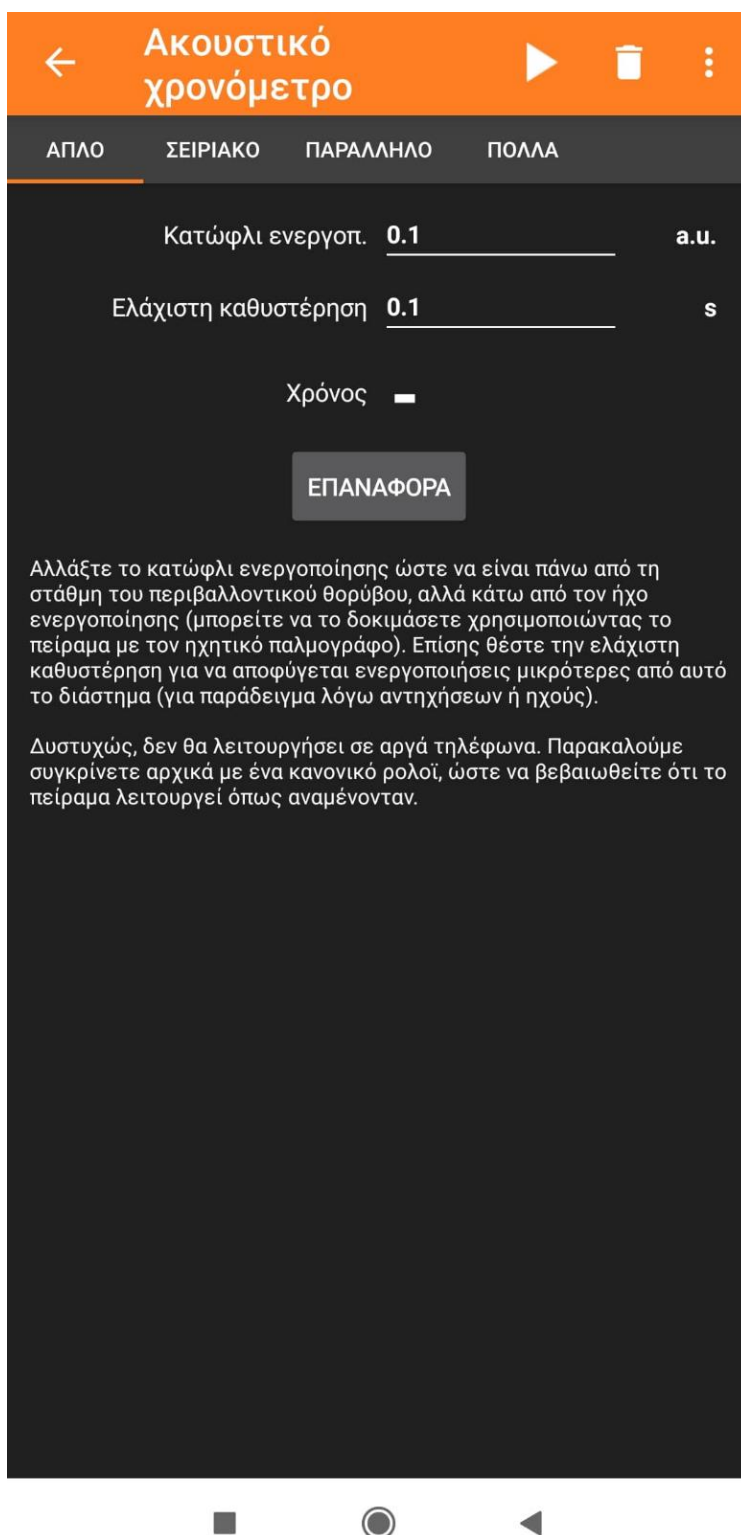 Ακουστικό
χρονόμετρο
ΑΠΛΟ ΣΕΙΡΙΑΚΟ ΠΑΡΑΛΛΗΛΟ ΠΟΛΛΑ
Κατώφλι ενεργοπ. 0.1 a.u.
Ελάχιστη καθυστέρηση 0.1 s
Χρόνος -
ΕΠΑΝΑΦΟΡΑ
Αλλάξτε το κατώφλι ενεργοποίησης ώστε να είναι πάνω από τη
στάθμη του περιβαλλοντικού θορύβου, αλλά κάτω από τον ήχο
ενεργοποίησης (μπορείτε να το δοκιμάσετε χρησιμοποιώντας το
πείραμα με τον ηχητικό παλμογράφο). Επίσης θέστε την ελάχιστη
καθυστέρηση για να αποφύγεται ενεργοποιήσεις μικρότερες από αυτό
το διάστημα (για παράδειγμα λόγω αντηχήσεων ή ηχούς).
Δυστυχώς, δεν θα λειτουργήσει σε αργά τηλέφωνα. Παρακαλούμε
συγκρίνετε αρχικά με ένα κανονικό ρολοϊ, ώστε να βεβαιωθείτε ότι το
πείραμα λειτουργεί όπως αναμένονταν.